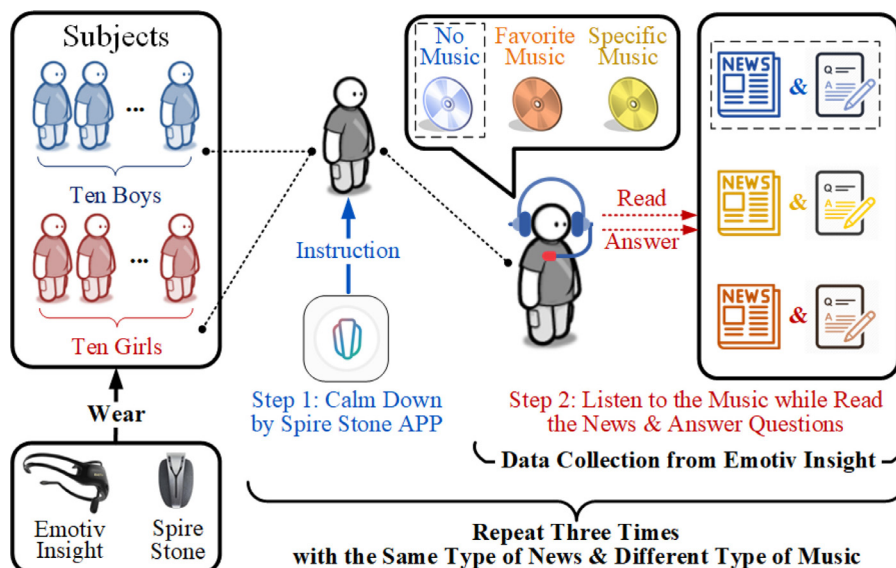 Subjects
...
Ten Boys
...
Ten Girls
Wear
Emotiv
Insight
Spire
Stone
Instruction
Step 1: Calm Down
by Spire Stone APP
No
Music
Favorite
Music
Specific
Music
Read
Answer
NEWS & Q A
NEWS & Q A
NEWS & Q A
Step 2: Listen to the Music while Read
the News & Answer Questions
Data Collection from Emotiv Insight
Repeat Three Times
with the Same Type of News & Different Type of Music